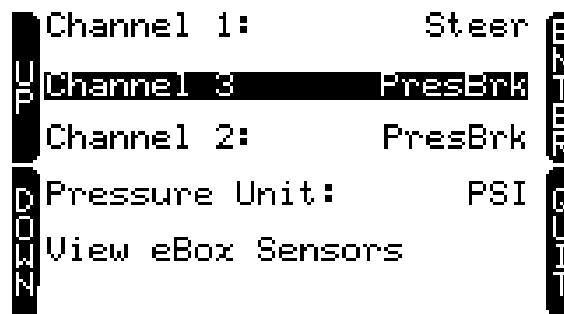 Channel 1: Steer
Channel 3 PresBrk
Channel 2: PresBrk
Pressure Unit: PSI
View eBox Sensors
UP
DOWN
ENTER
QUIT